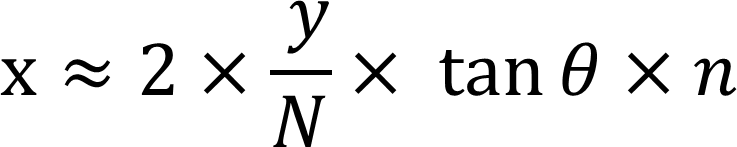 x ≈ 2 × y/N × tan θ × n